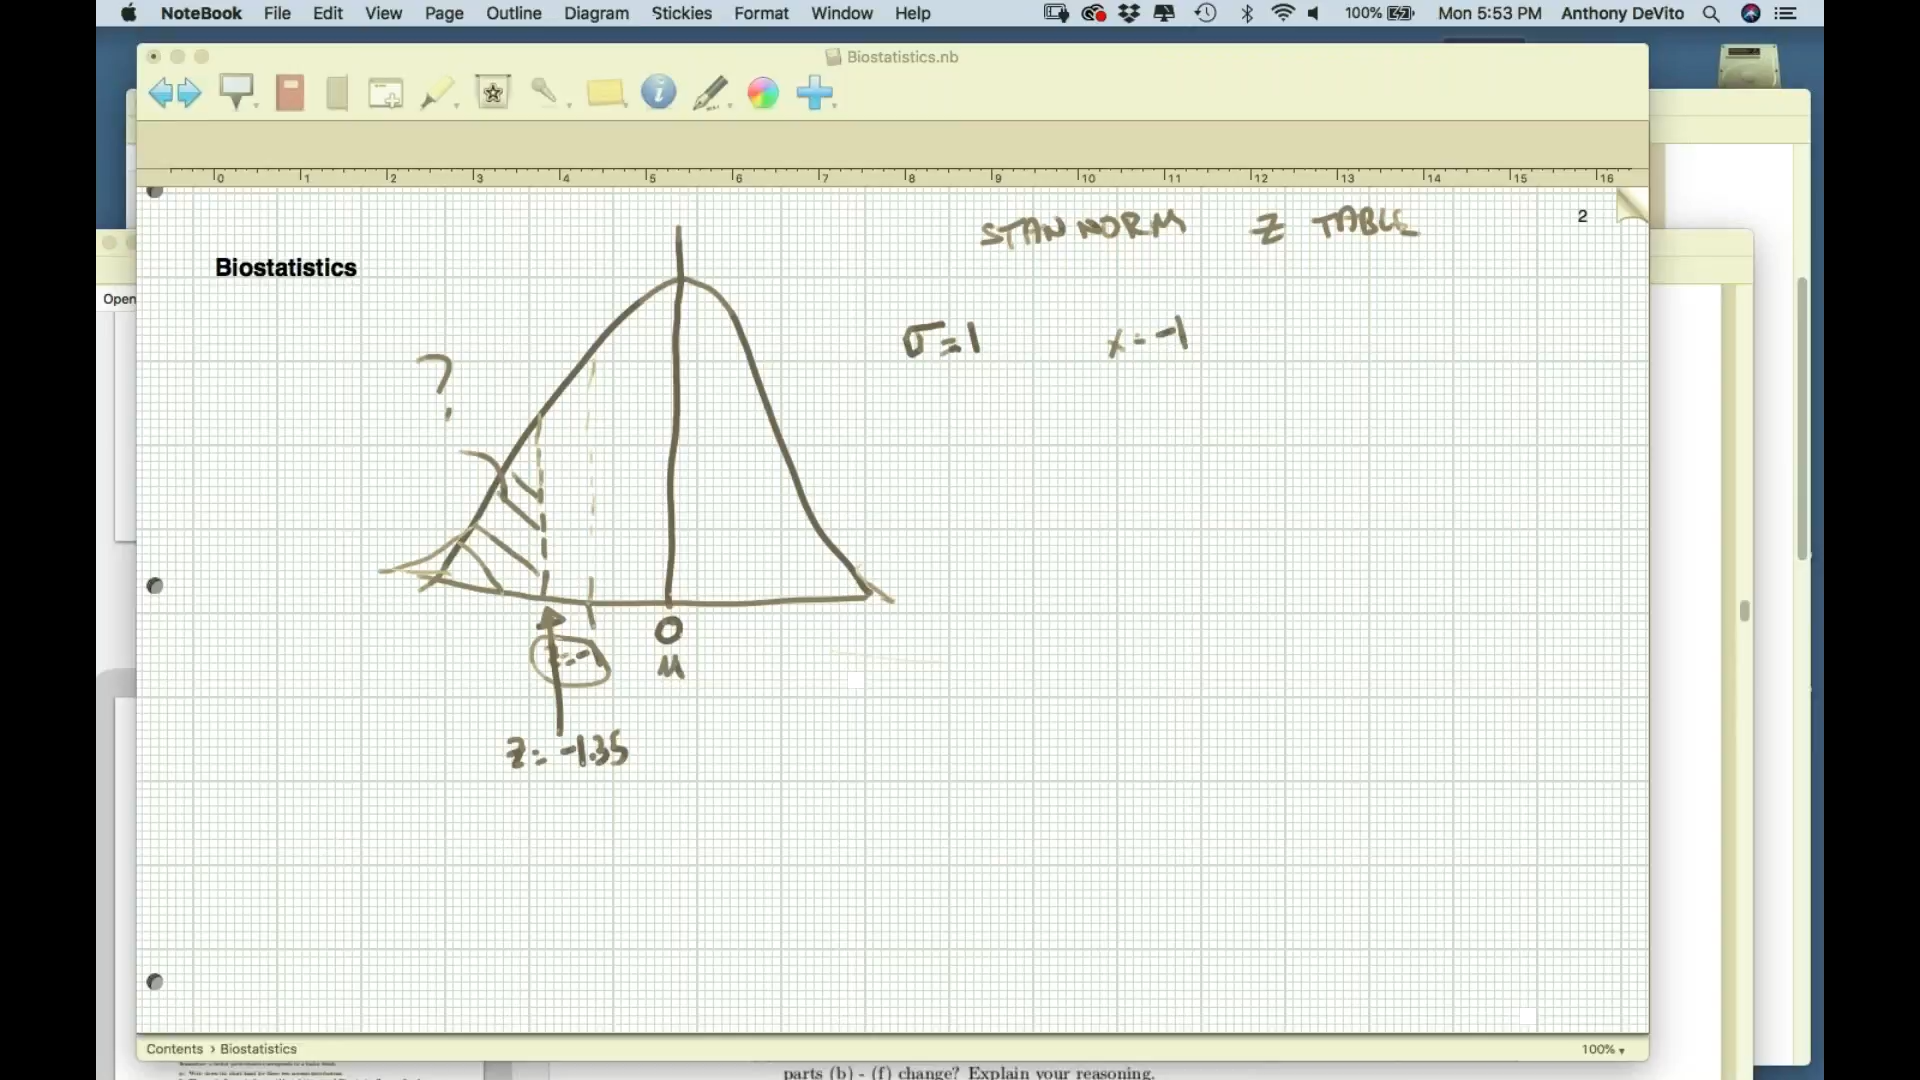 NoteBook File Edit View Page Outline Diagram Stickies Format Window Help 100% Mon 5:53 PM Anthony DeVito
Biostatistics.nb
0 1 2 3 4 5 6 7 8 9 10 11 12 13 14 15 16
2
STAN NORM Z TABLE
Biostatistics
Open
σ=1 x=-1
?
z=-1
0
μ
z=-1.35
Contents › Biostatistics 100%
parts (b) - (f) change? Explain your reasoning.